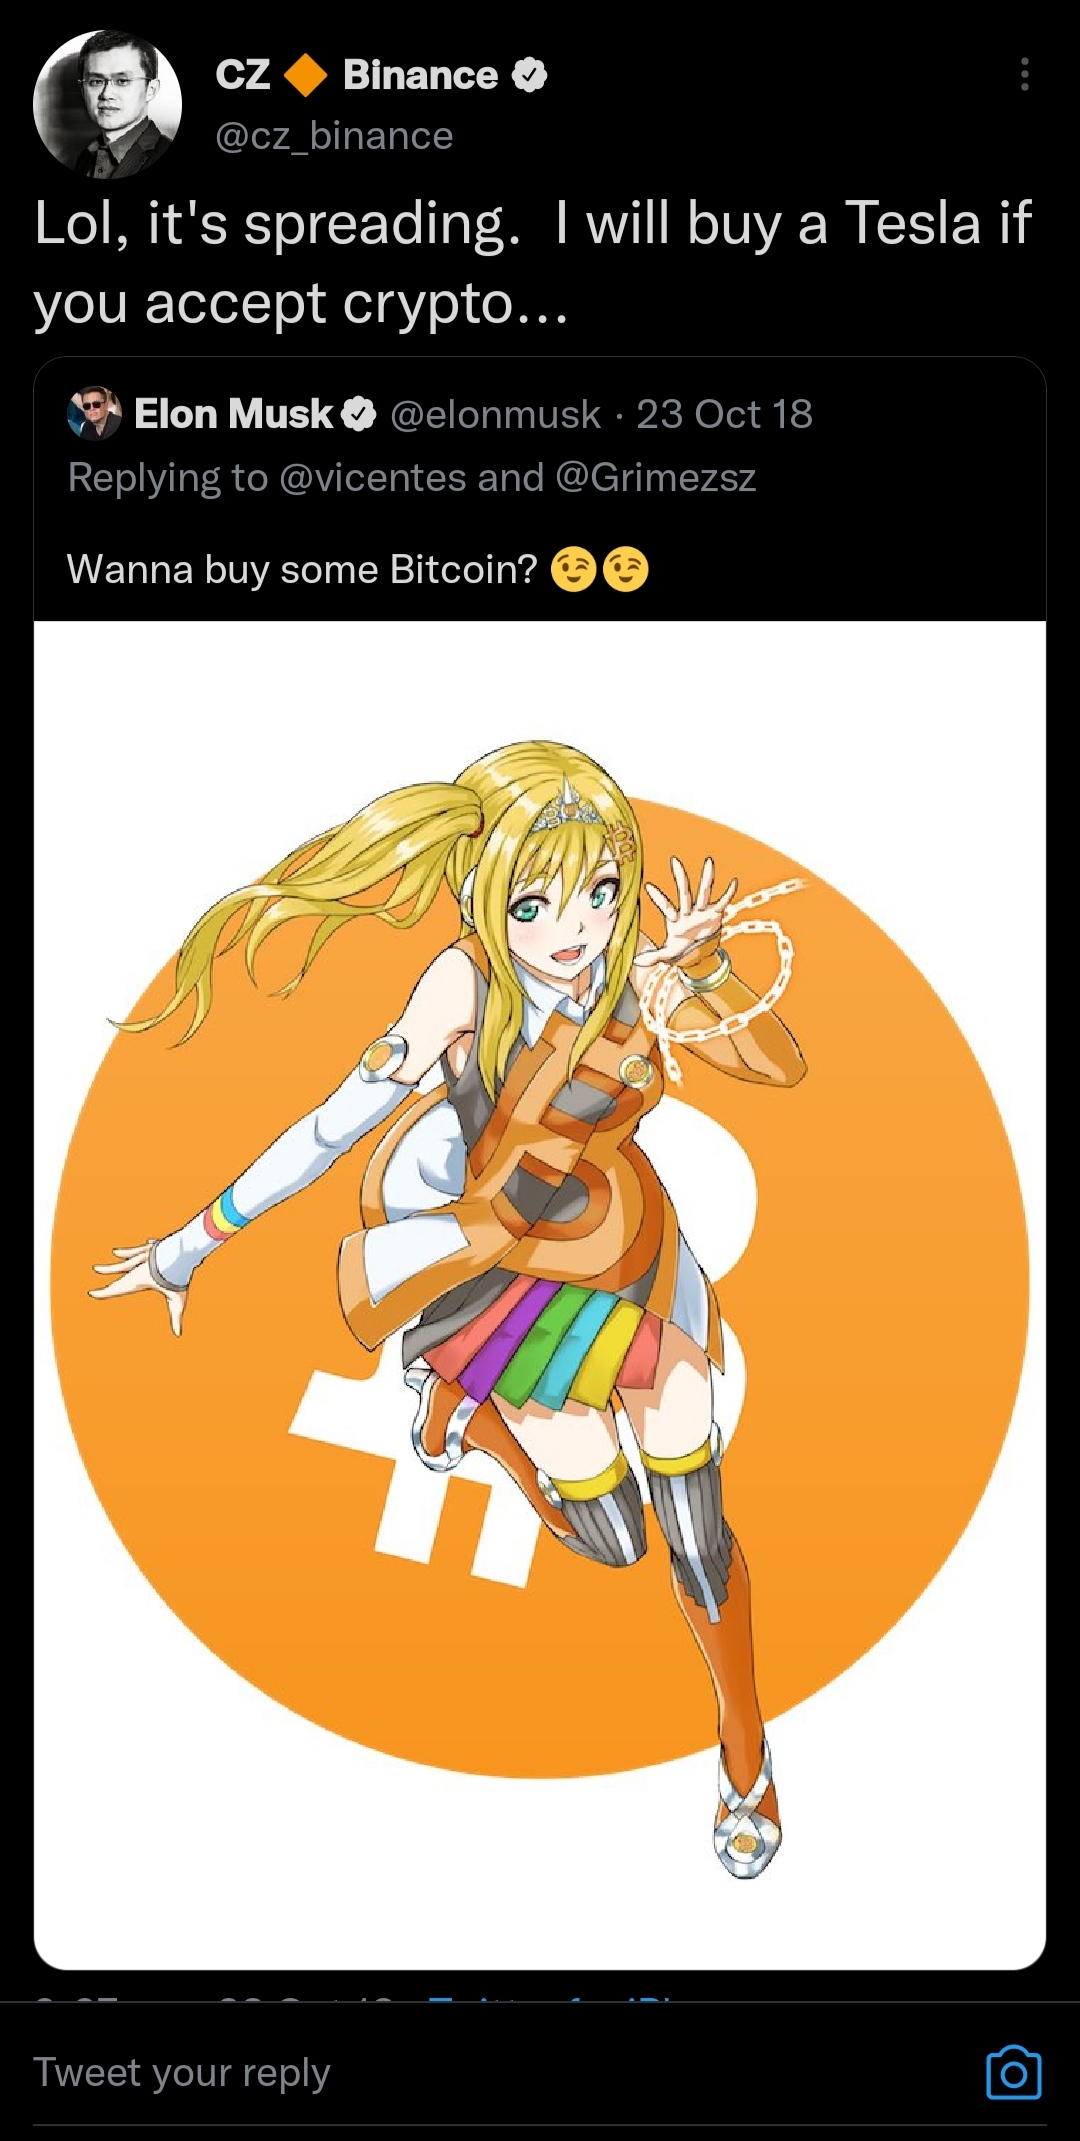 CZ 🔶 Binance
@cz_binance
Lol, it's spreading.  I will buy a Tesla if
you accept crypto...
Elon Musk @elonmusk · 23 Oct 18
Replying to @vicentes and @Grimezsz
Wanna buy some Bitcoin? 😉😉
Tweet your reply